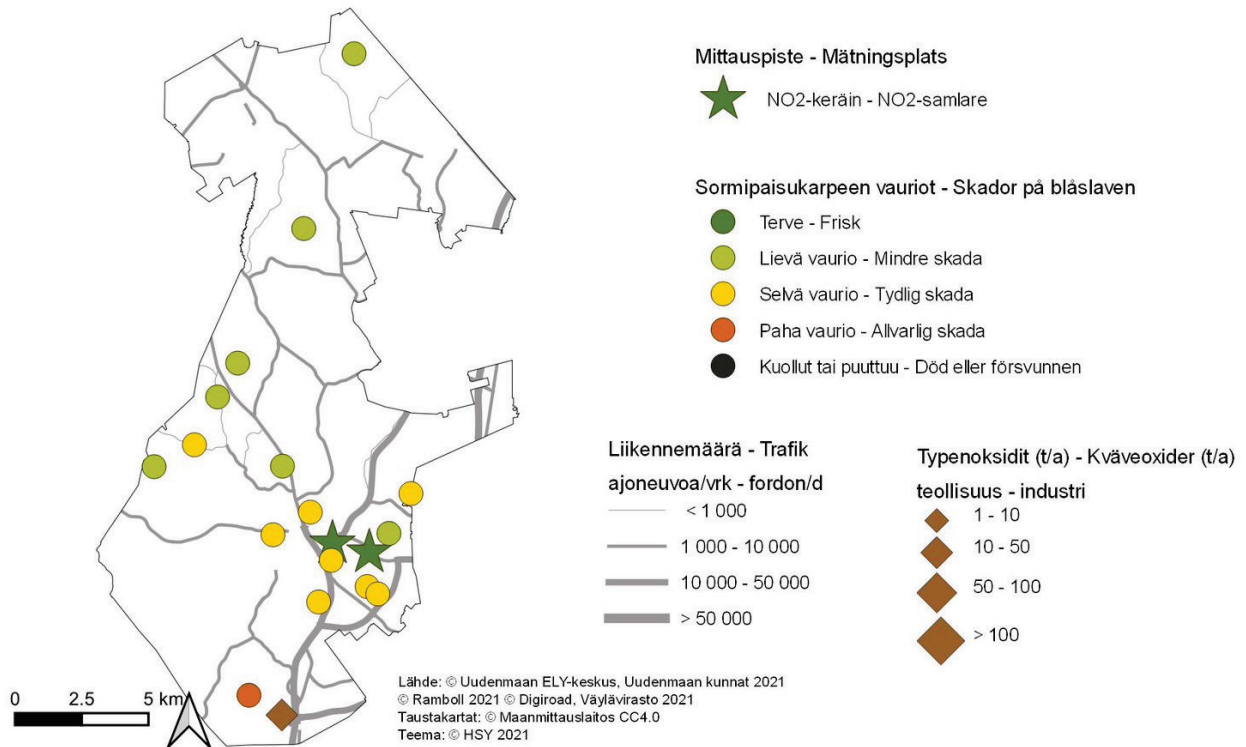 Mittauspiste - Mätningsplats
NO2-keräin - NO2-samlare
Sormipaisukarpeen vauriot - Skador på blåslaven
Terve - Frisk
Lievä vaurio - Mindre skada
Selvä vaurio - Tydlig skada
Paha vaurio - Allvarlig skada
Kuollut tai puuttuu - Död eller försvunnen
Liikennemäärä - Trafik
ajoneuvoa/vrk - fordon/d
< 1 000
1 000 - 10 000
10 000 - 50 000
> 50 000
Typenoksidit (t/a) - Kväveoxider (t/a)
teollisuus - industri
1 - 10
10 - 50
50 - 100
> 100
0 2.5 5 km
Lähde: © Uudenmaan ELY-keskus, Uudenmaan kunnat 2021
© Ramboll 2021 © Digiroad, Väylävirasto 2021
Taustakartat: © Maanmittauslaitos CC4.0
Teema: © HSY 2021